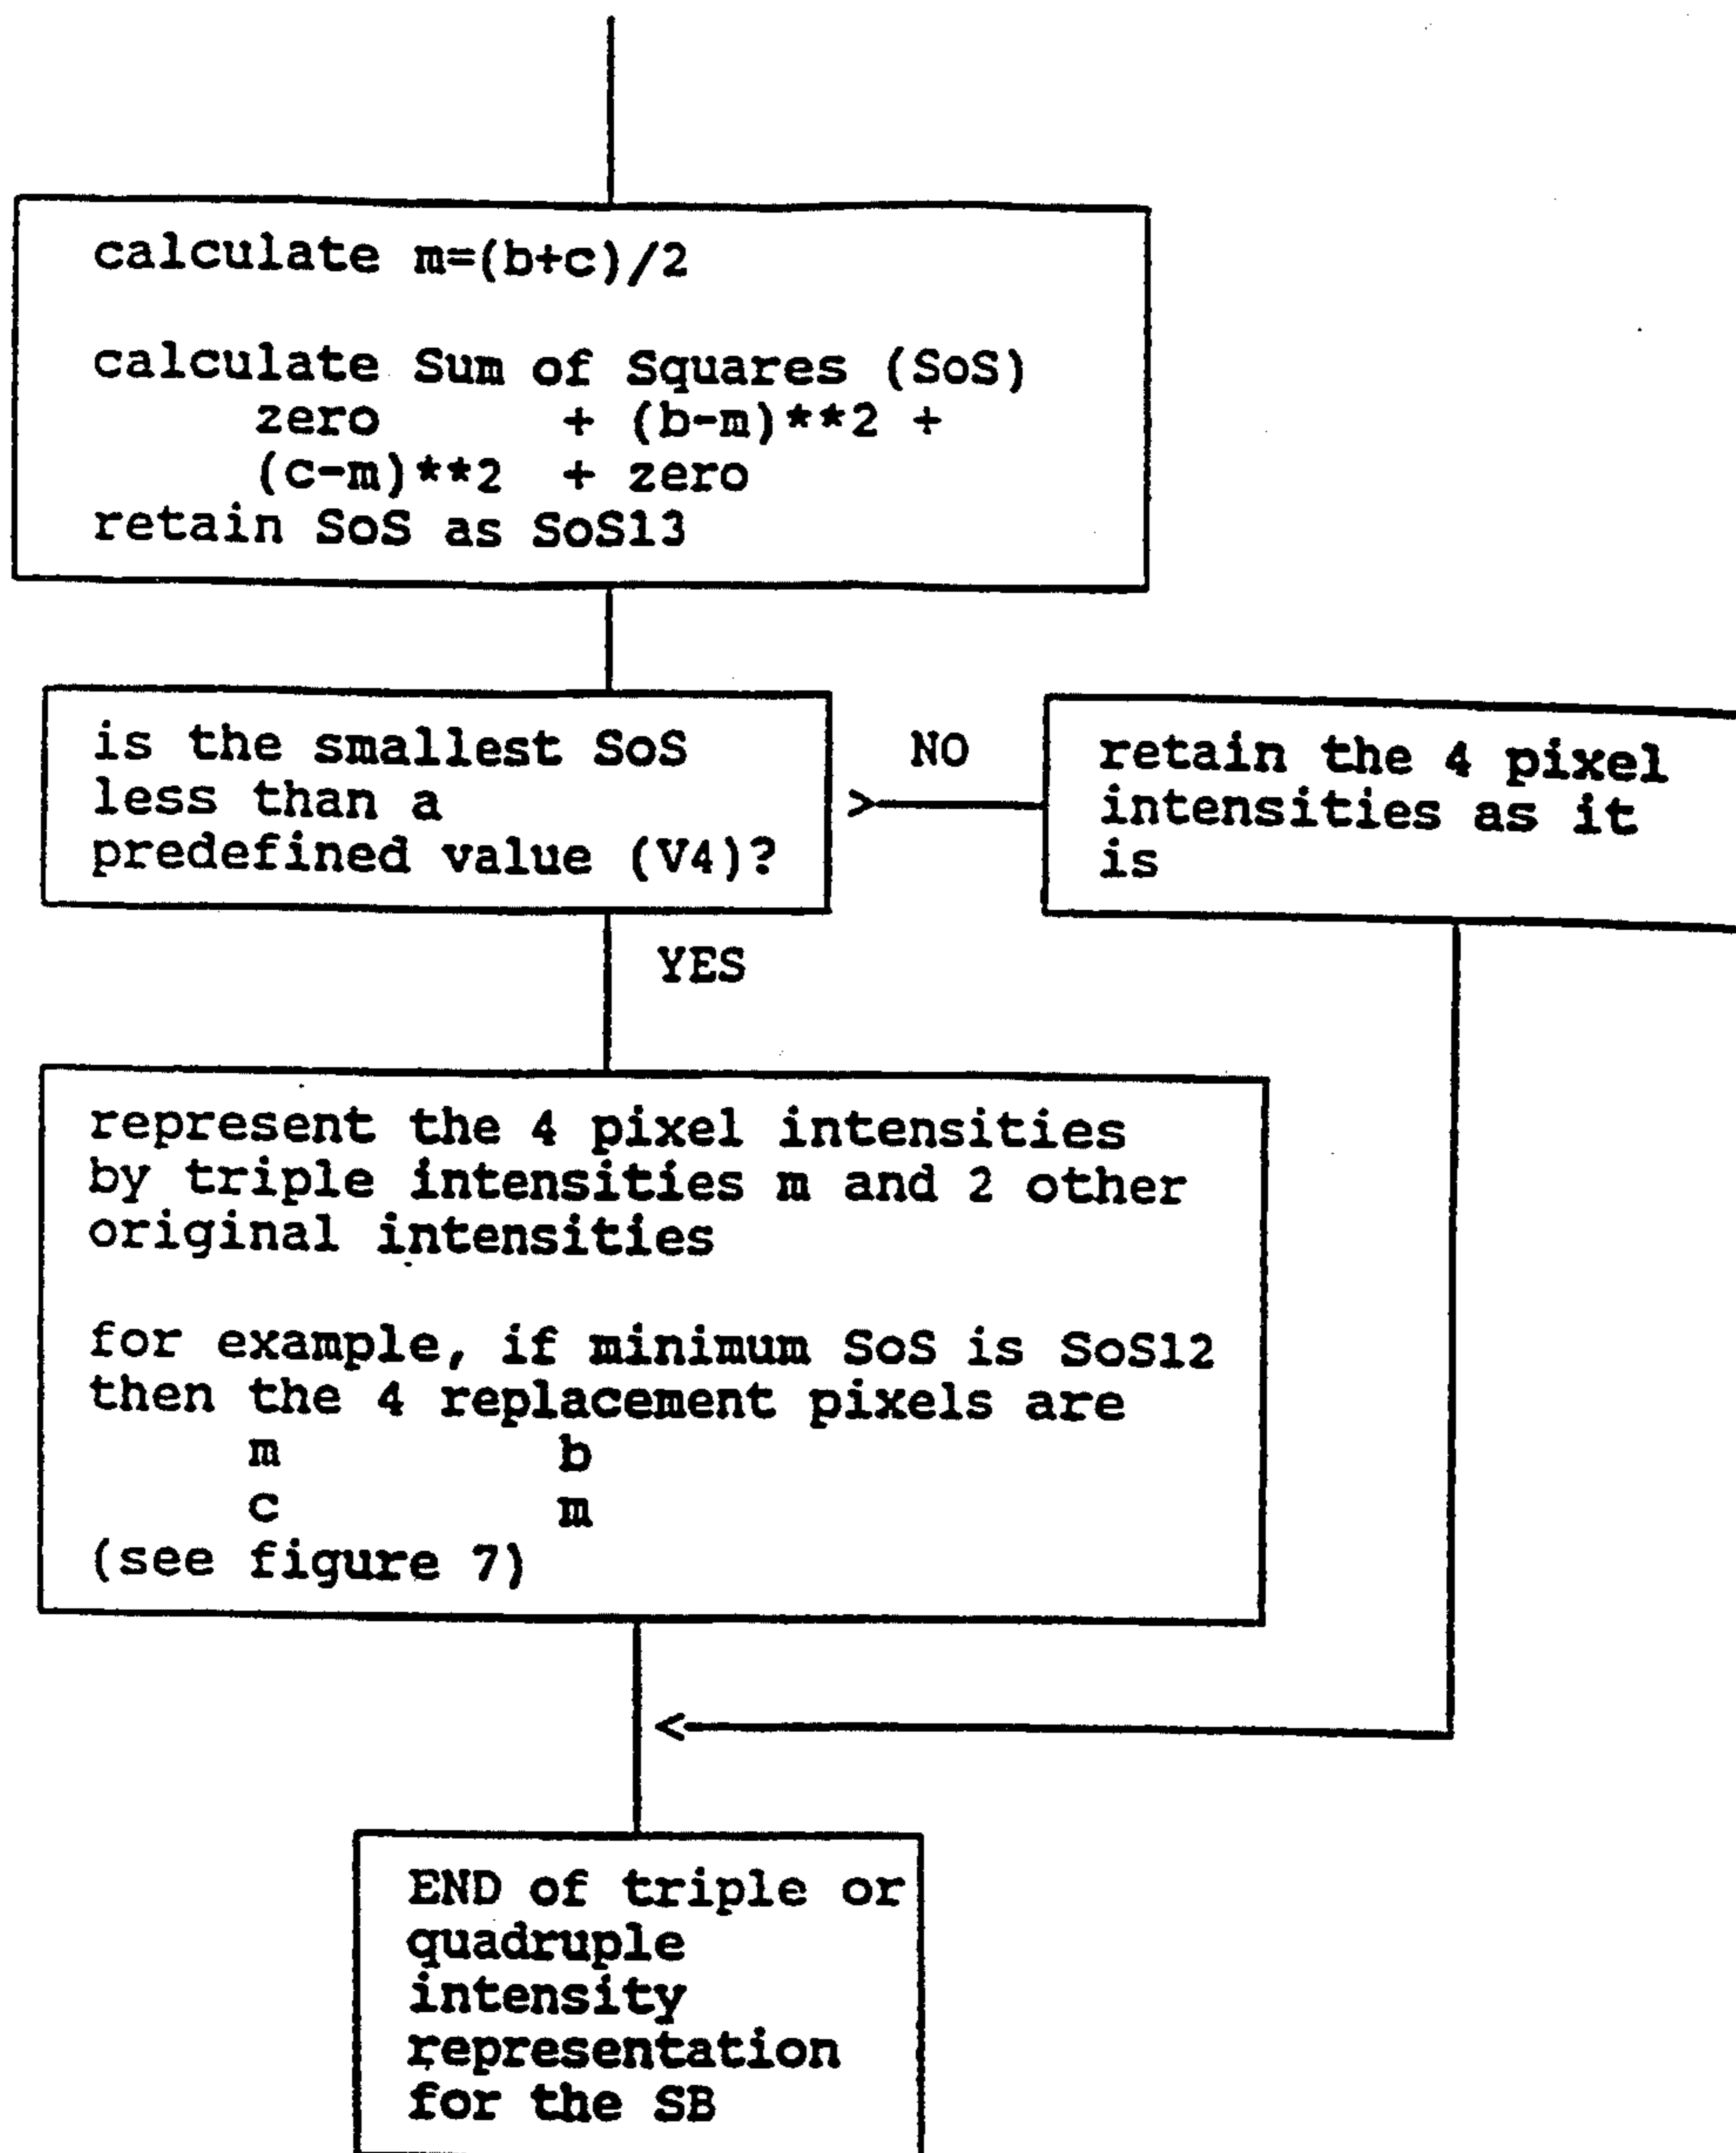 calculate m=(b+c)/2
calculate Sum of Squares (SoS)
zero + (b-m)**2 +
(c-m)**2 + zero
retain SoS as SoS13
is the smallest SoS
less than a
predefined value (V4)?
NO
retain the 4 pixel
intensities as it
is
YES
represent the 4 pixel intensities
by triple intensities m and 2 other
original intensities
for example, if minimum SoS is SoS12
then the 4 replacement pixels are
m b
c m
(see figure 7)
END of triple or
quadruple
intensity
representation
for the SB